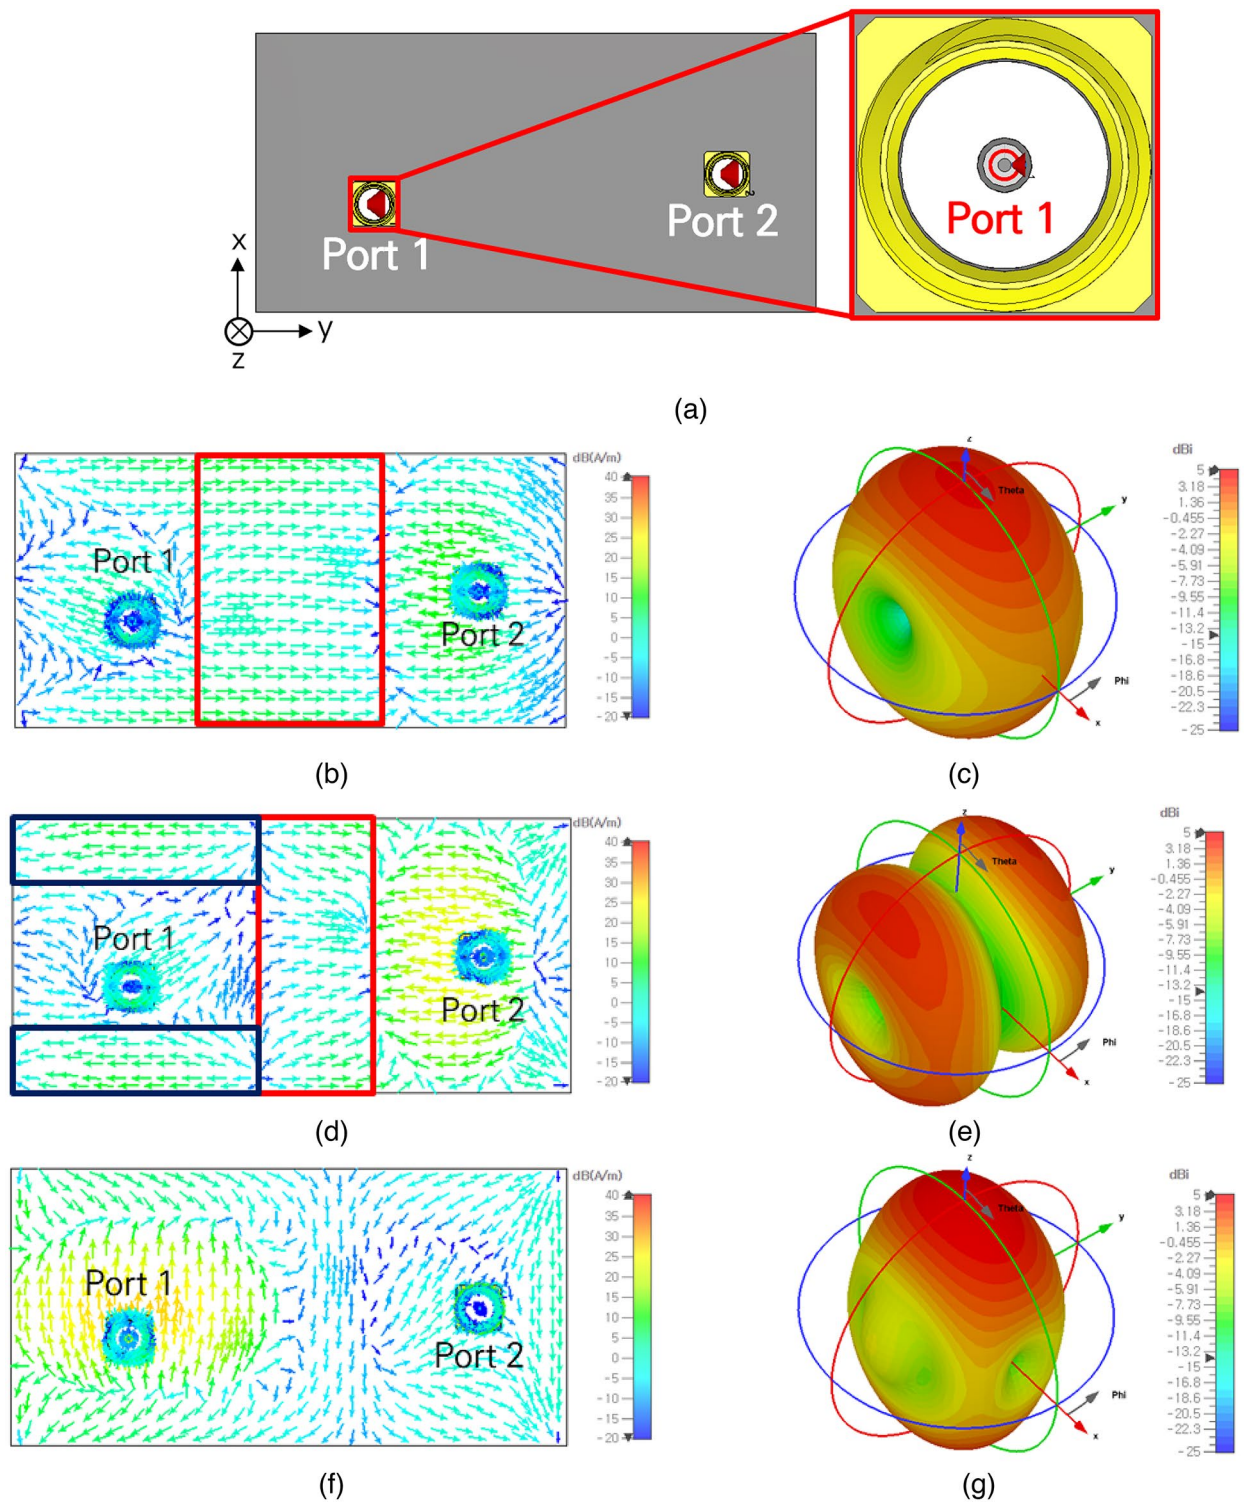 Port 1
Port 2
Port 1
x
y
z
(a)
dB(A/m)
40
35
30
25
20
15
10
5
0
-5
-10
-15
-20
Port 1
Port 2
(b)
z
Theta
y
Phi
x
dBi
5
3.18
1.36
-0.455
-2.27
-4.09
-5.91
-7.73
-9.55
-11.4
-13.2
-15
-16.8
-18.6
-20.5
-22.3
-25
(c)
dB(A/m)
40
35
30
25
20
15
10
5
0
-5
-10
-15
-20
Port 1
Port 2
(d)
z
Theta
y
Phi
x
dBi
5
3.18
1.36
-0.455
-2.27
-4.09
-5.91
-7.73
-9.55
-11.4
-13.2
-15
-16.8
-18.6
-20.5
-22.3
-25
(e)
dB(A/m)
40
35
30
25
20
15
10
5
0
-5
-10
-15
-20
Port 1
Port 2
(f)
z
Theta
y
Phi
x
dBi
5
3.18
1.36
-0.455
-2.27
-4.09
-5.91
-7.73
-9.55
-11.4
-13.2
-15
-16.8
-18.6
-20.5
-22.3
-25
(g)